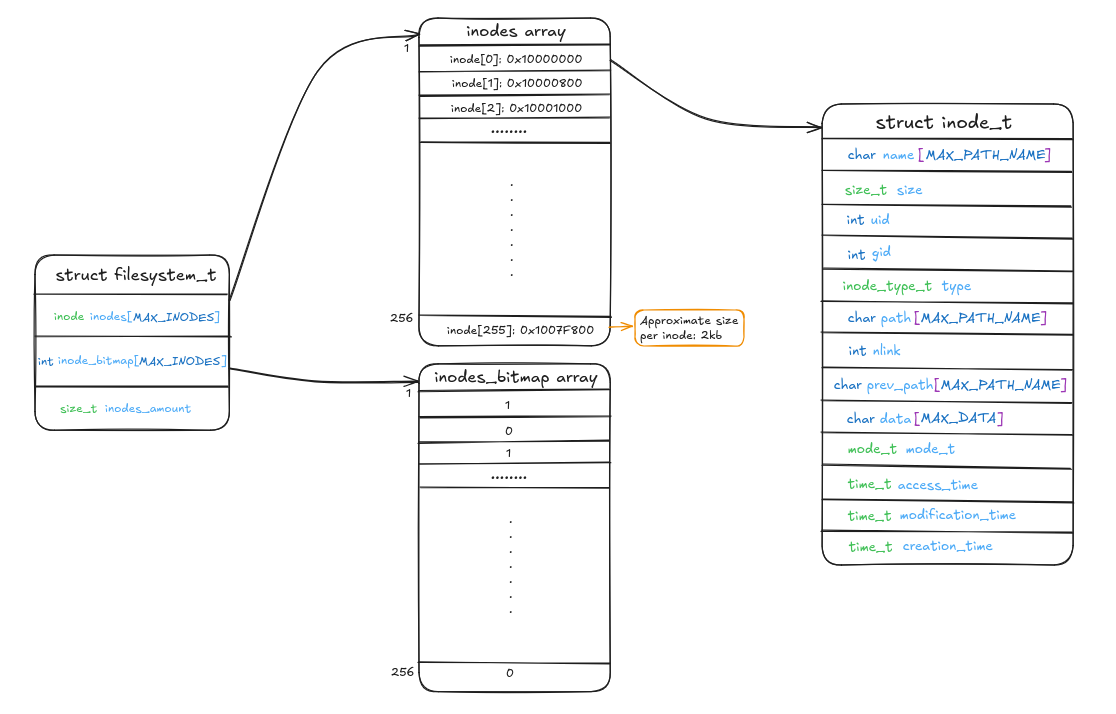 struct filesystem_t
inode inodes[MAX_INODES]
int inode_bitmap[MAX_INODES]
size_t inodes_amount
inodes array
1
inode[0]: 0x10000000
inode[1]: 0x10000800
inode[2]: 0x10001000
........
256
inode[255]: 0x1007F800
Approximate size
per inode: 2kb
inodes_bitmap array
1
1
0
1
........
256
0
struct inode_t
char name[MAX_PATH_NAME]
size_t size
int uid
int gid
inode_type_t type
char path[MAX_PATH_NAME]
int nlink
char prev_path[MAX_PATH_NAME]
char data[MAX_DATA]
mode_t mode_t
time_t access_time
time_t modification_time
time_t creation_time